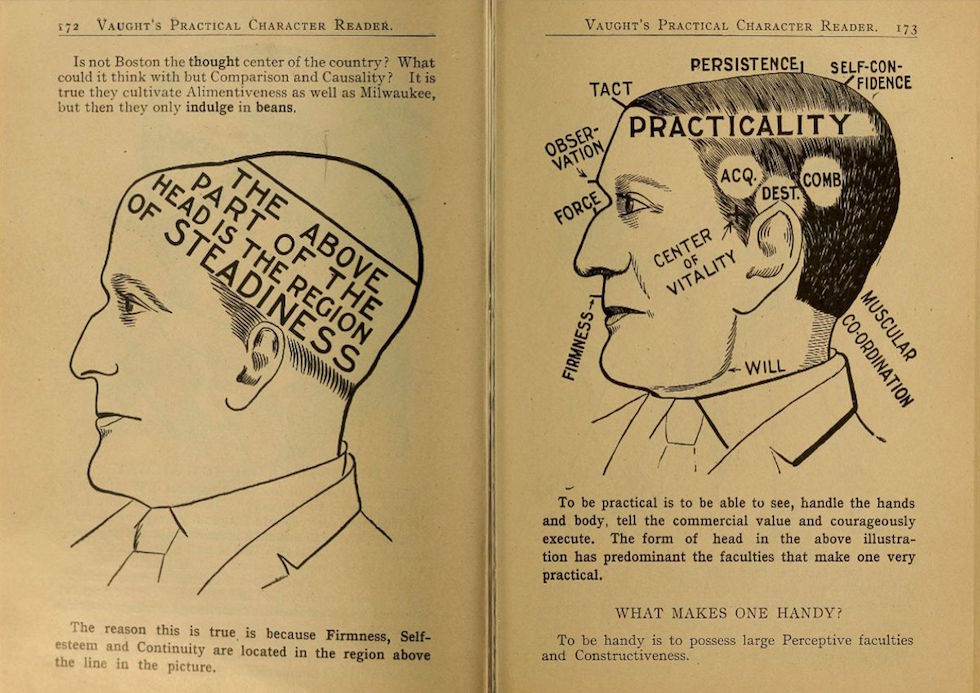 172 VAUGHT'S PRACTICAL CHARACTER READER.
Is not Boston the thought center of the country? What
could it think with but Comparison and Causality? It is
true they cultivate Alimentiveness as well as Milwaukee,
but then they only indulge in beans.
THE ABOVE
PART OF THE
HEAD IS THE REGION
OF STEADINESS
The reason this is true is because Firmness, Self-
esteem and Continuity are located in the region above
the line in the picture.
VAUGHT'S PRACTICAL CHARACTER READER. 173
PERSISTENCE
SELF-CON-
FIDENCE
TACT
PRACTICALITY
OBSER-
VATION
ACQ.
DEST.
COMB.
FORCE
CENTER
OF
VITALITY
FIRMNESS
WILL
MUSCULAR
CO-ORDINATION
To be practical is to be able to see, handle the hands
and body, tell the commercial value and courageously
execute. The form of head in the above illustra-
tion has predominant the faculties that make one very
practical.
WHAT MAKES ONE HANDY?
To be handy is to possess large Perceptive faculties
and Constructiveness.